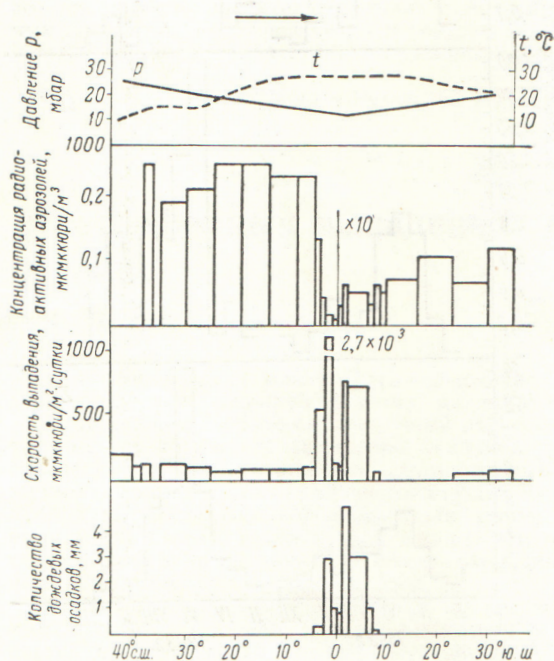 t,°C
Давление р,
мбар
30
20
10
1000
р
t
30
20
10
Концентрация радио-
активных аэрозолей,
мкмккюри/м³
0,2
0,1
×10
Скорость выпадения,
мкмккюри/м²·сутки
1000
500
2,7×10³
Количество
дождевых
осадков, мм
4
3
2
1
40°с.ш. 30° 20° 10° 0 10° 20° 30°ю ш